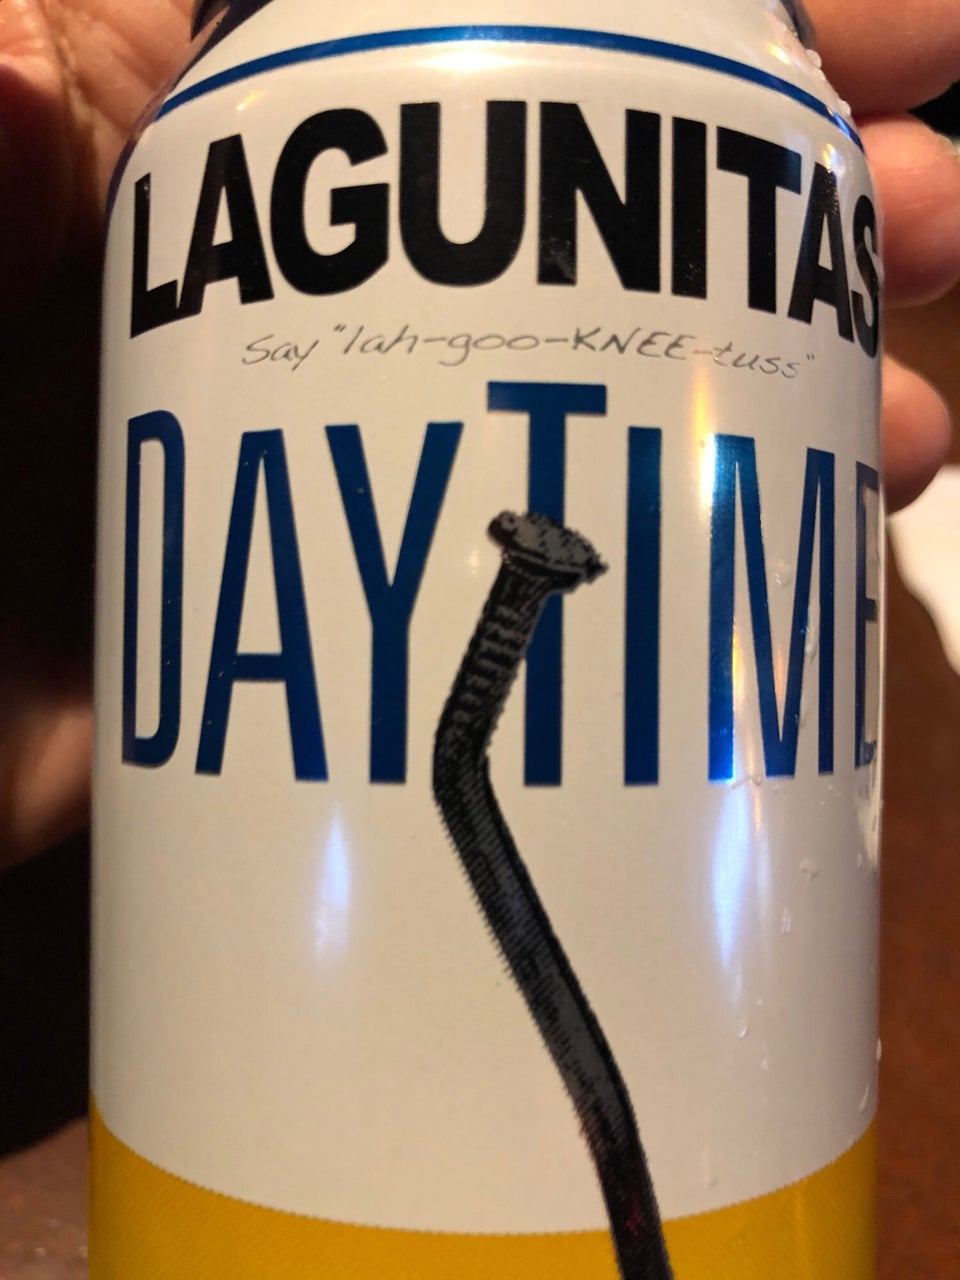 LAGUNITAS
Say "lah-goo-KNEE-tuss"
DAYTIME